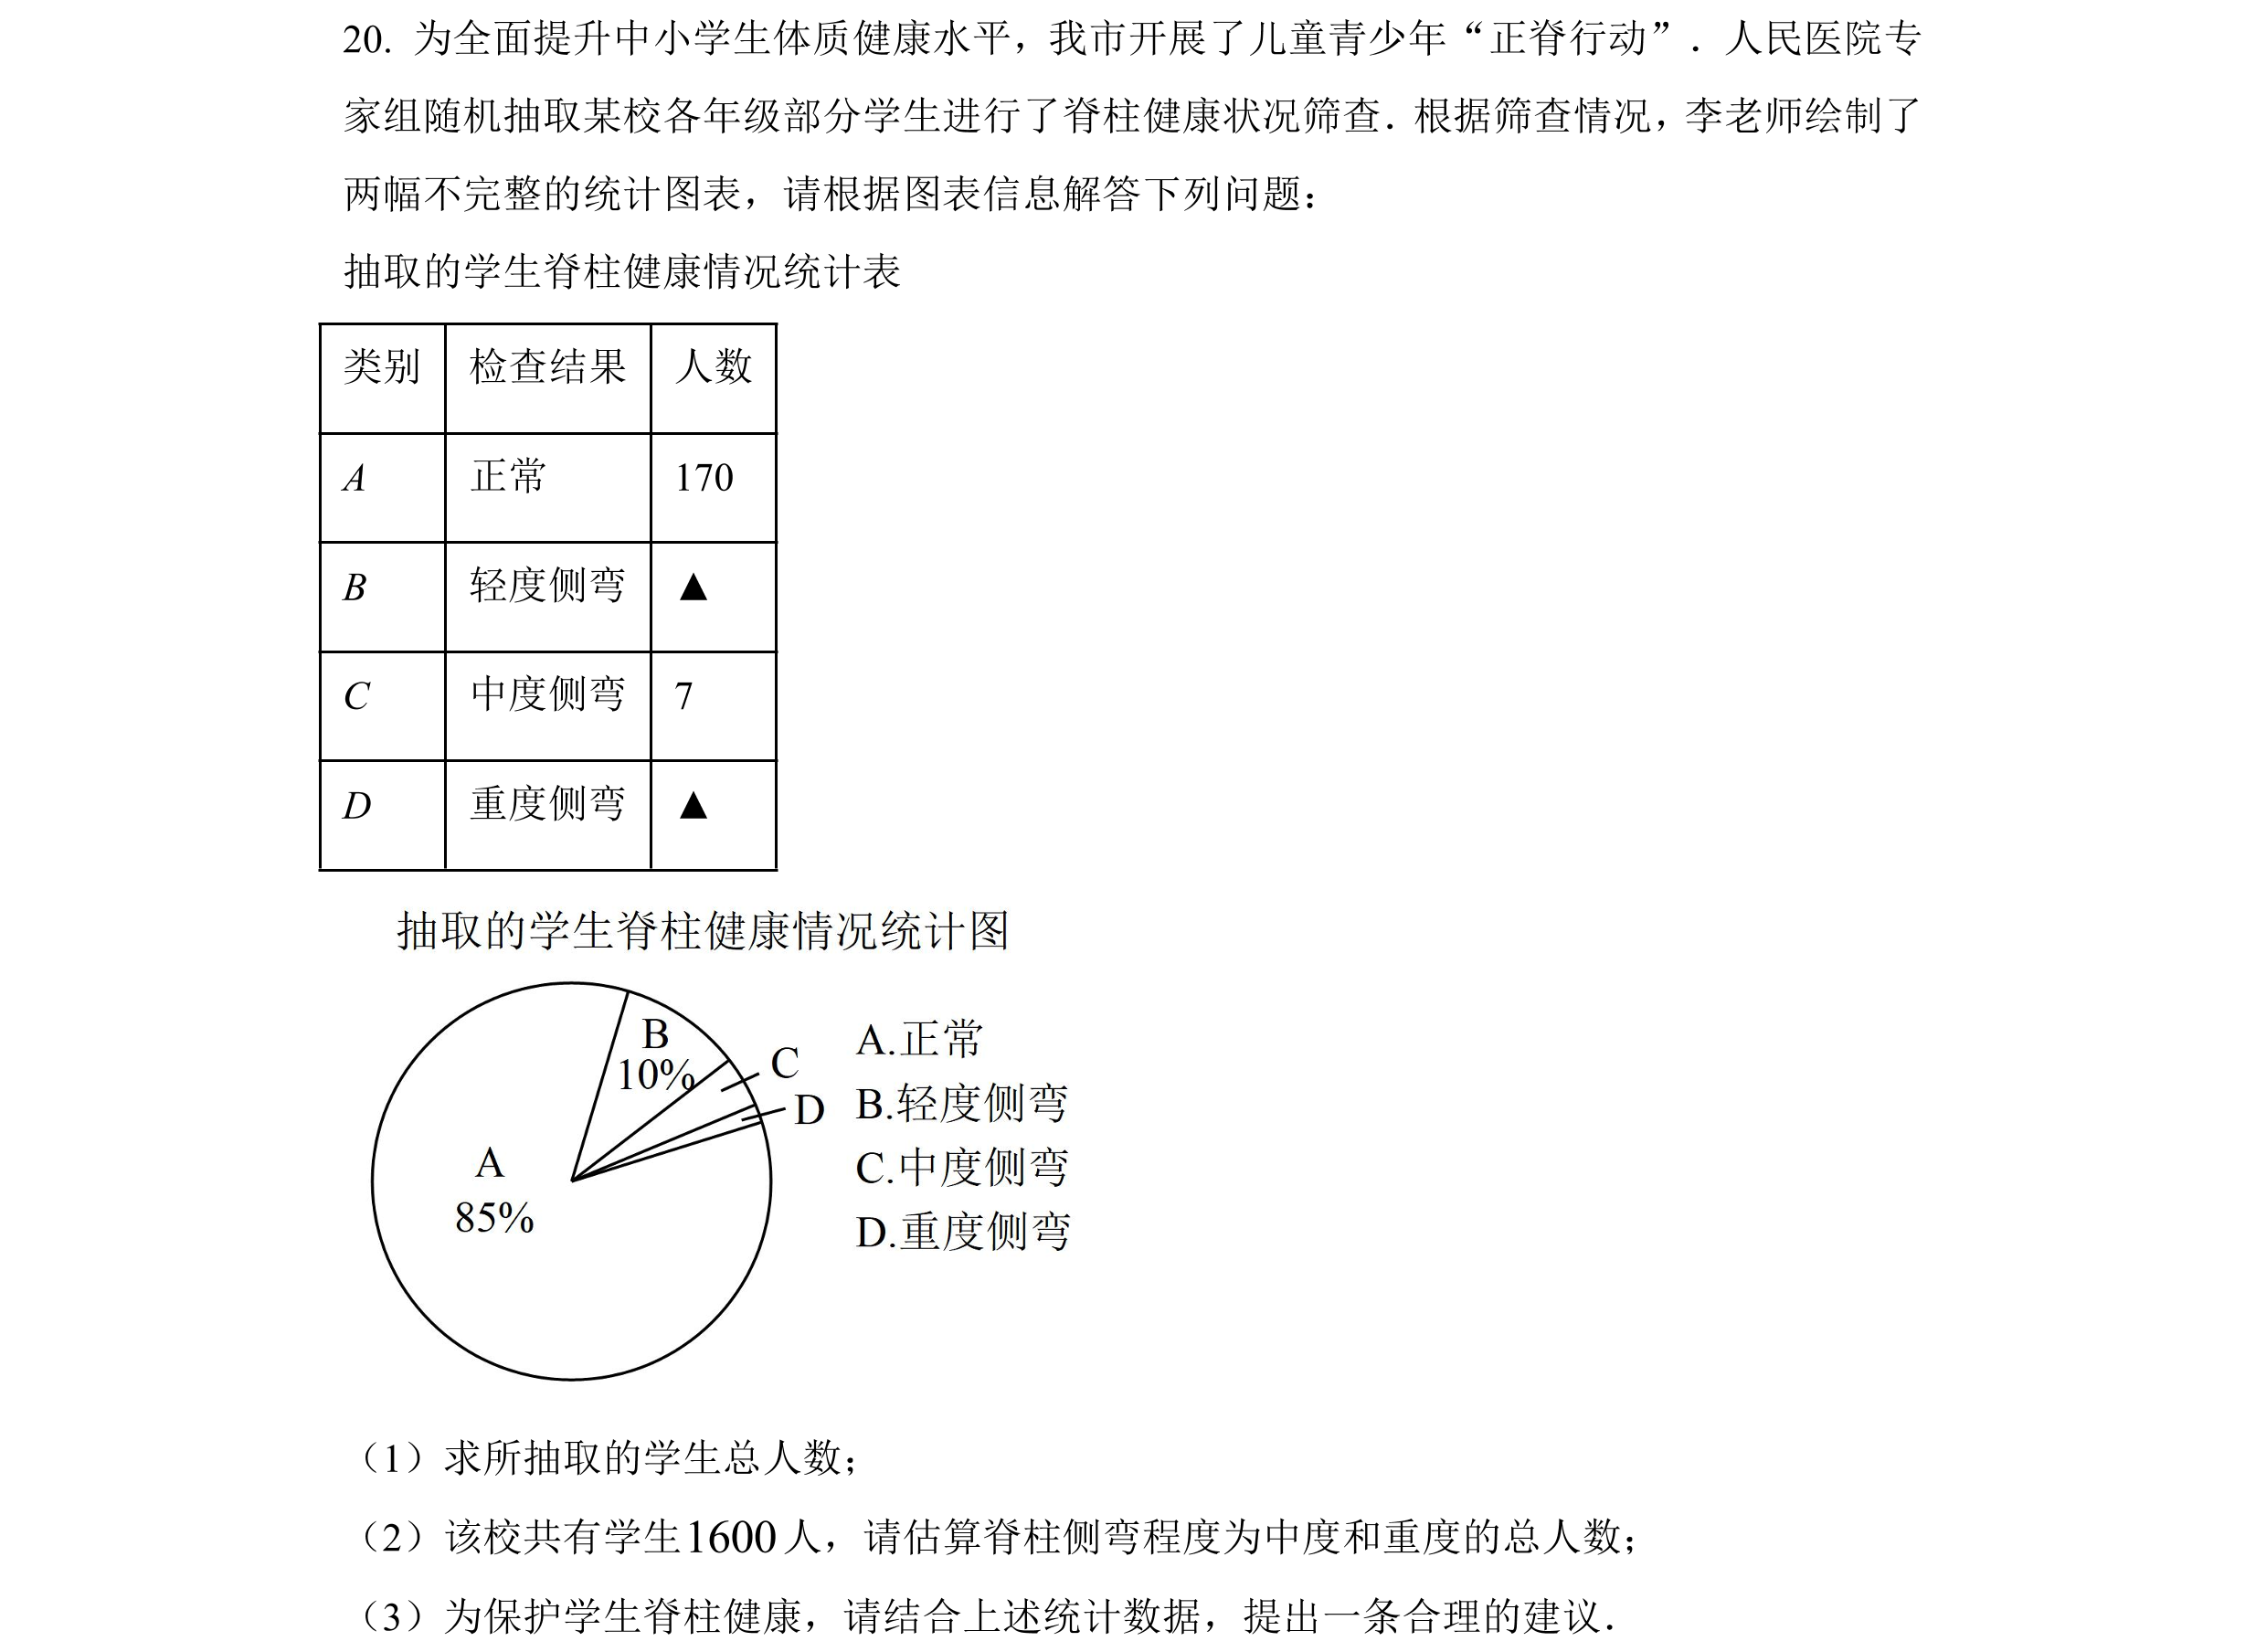 20. 为全面提升中小学生体质健康水平，我市开展了儿童青少年“正脊行动”．人民医院专
家组随机抽取某校各年级部分学生进行了脊柱健康状况筛查．根据筛查情况，李老师绘制了
两幅不完整的统计图表，请根据图表信息解答下列问题：
抽取的学生脊柱健康情况统计表
类别 检查结果 人数
A 正常 170
B 轻度侧弯 ▲
C 中度侧弯 7
D 重度侧弯 ▲
抽取的学生脊柱健康情况统计图
B
10%
C
D
A
85%
A.正常
B.轻度侧弯
C.中度侧弯
D.重度侧弯
（1）求所抽取的学生总人数；
（2）该校共有学生1600人，请估算脊柱侧弯程度为中度和重度的总人数；
（3）为保护学生脊柱健康，请结合上述统计数据，提出一条合理的建议．